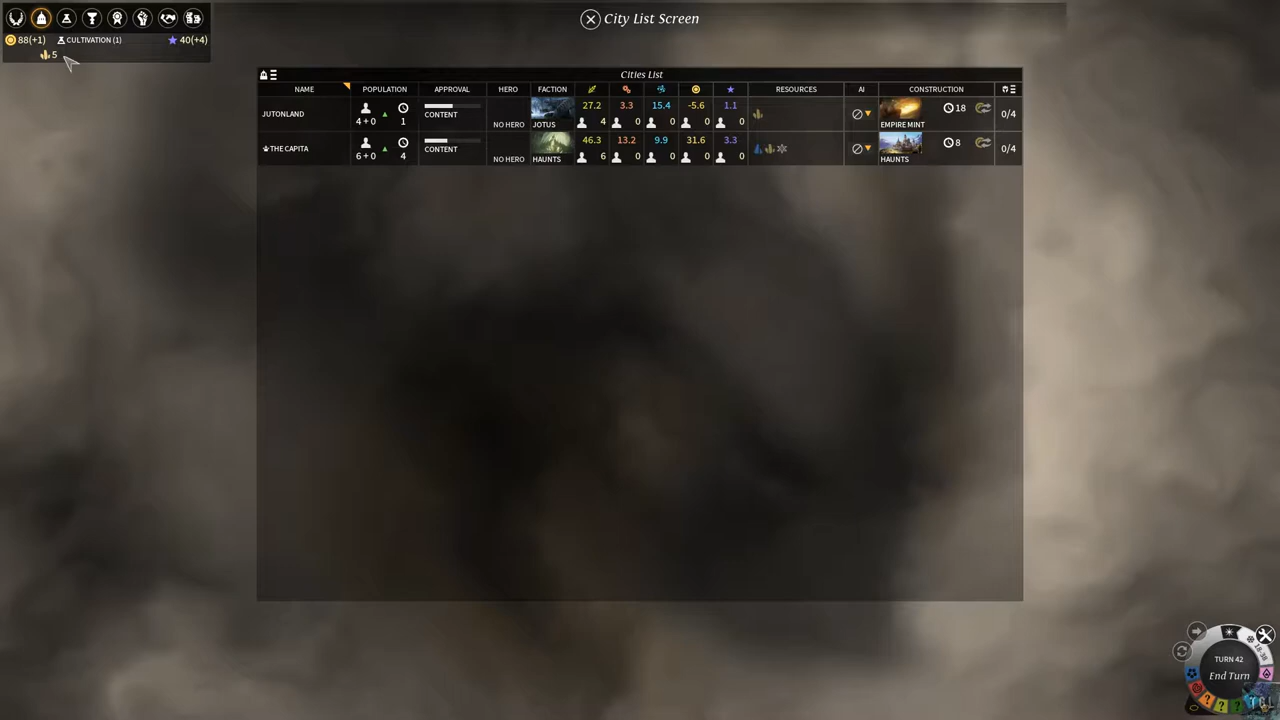 City List Screen
88(+1) CULTIVATION (1) 40(+4)
5
Cities List
NAME POPULATION APPROVAL HERO FACTION RESOURCES AI CONSTRUCTION
JUTONLAND 4+0 1 CONTENT NO HERO JOTUS 27.2 4 3.3 0 15.4 0 -5.6 0 1.1 0 EMPIRE MINT 18 0/4
THE CAPITA 6+0 4 CONTENT NO HERO HAUNTS 46.3 6 13.2 0 9.9 0 31.6 0 3.3 0 HAUNTS 8 0/4
TURN 42
End Turn